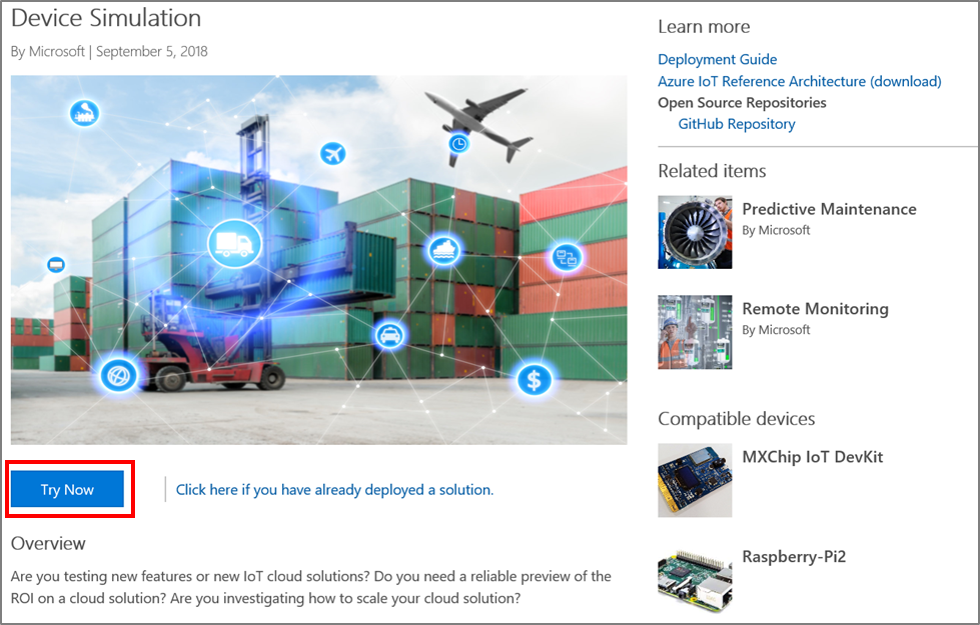 Device Simulation
By Microsoft | September 5, 2018
$
Try Now
Click here if you have already deployed a solution.
Overview
Are you testing new features or new IoT cloud solutions? Do you need a reliable preview of the
ROI on a cloud solution? Are you investigating how to scale your cloud solution?
Learn more
Deployment Guide
Azure IoT Reference Architecture (download)
Open Source Repositories
GitHub Repository
Related items
Predictive Maintenance
By Microsoft
Remote Monitoring
By Microsoft
Compatible devices
MXChip IoT DevKit
Raspberry-Pi2